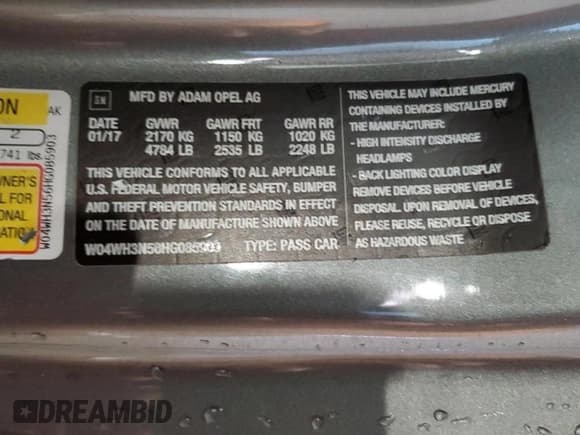 ON
AK
2
741 lbs.
WNER'S
L FOR
ONAL
ATION
W04WH3N56HG085903
GM
MFD BY ADAM OPEL AG
DATE GVWR GAWR FRT GAWR RR
01/17 2170 KG 1150 KG 1020 KG
4784 LB 2535 LB 2248 LB
THIS VEHICLE CONFORMS TO ALL APPLICABLE
U.S. FEDERAL MOTOR VEHICLE SAFETY, BUMPER
AND THEFT PREVENTION STANDARDS IN EFFECT
ON THE DATE OF MANUFACTURE SHOWN ABOVE
W04WH3N56HG085903 TYPE: PASS CAR
THIS VEHICLE MAY INCLUDE MERCURY
CONTAINING DEVICES INSTALLED BY
THE MANUFACTURER:
- HIGH INTENSITY DISCHARGE
HEADLAMPS
- BACK LIGHTING COLOR DISPLAY
REMOVE DEVICES BEFORE VEHICLE
DISPOSAL. UPON REMOVAL OF DEVICES,
PLEASE REUSE, RECYCLE OR DISPOSE
AS HAZARDOUS WASTE
DREAMBID